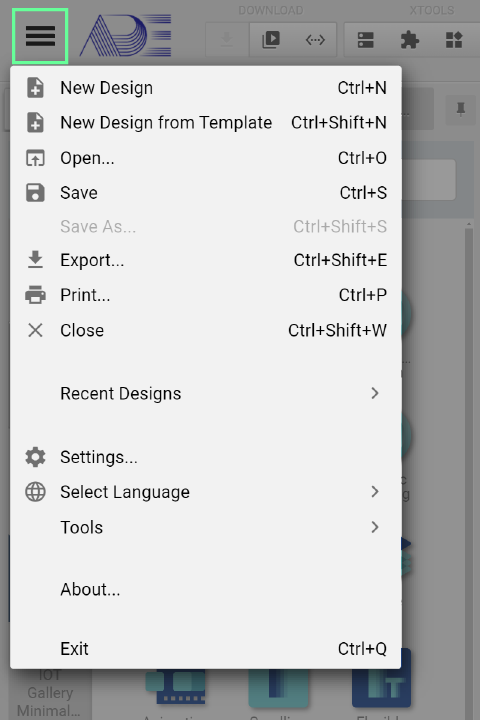 DOWNLOAD
XTOOLS
ADE
New Design Ctrl+N
New Design from Template Ctrl+Shift+N
Open... Ctrl+O
Save Ctrl+S
Save As... Ctrl+Shift+S
Export... Ctrl+Shift+E
Print... Ctrl+P
Close Ctrl+Shift+W
Recent Designs
Settings...
Select Language
Tools
About...
Exit Ctrl+Q
IOT
Gallery
Minimal...